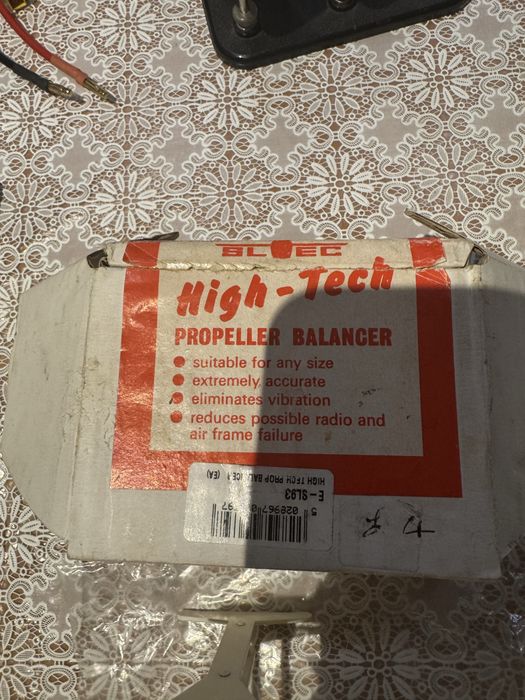 SLEC
High-Tech
PROPELLER BALANCER
suitable for any size
extremely accurate
eliminates vibration
reduces possible radio and
air frame failure
E-SL93
HIGH TECH PROP BALANCER (EA)